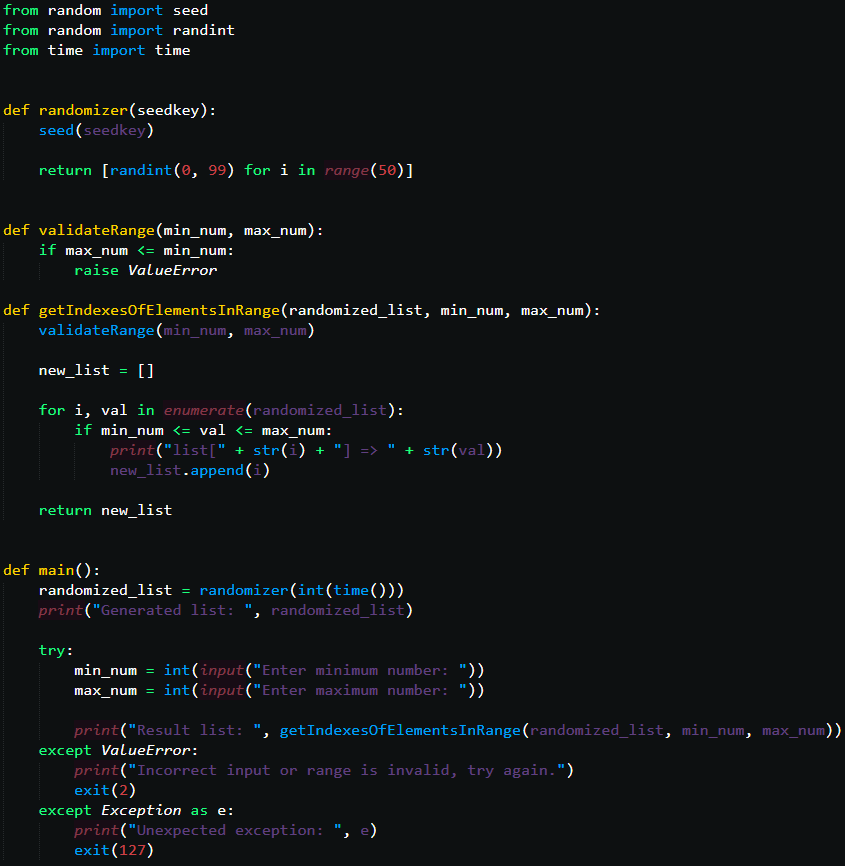 from random import seed
from random import randint
from time import time
def randomizer(seedkey):
    seed(seedkey)
    return [randint(0, 99) for i in range(50)]
def validateRange(min_num, max_num):
    if max_num <= min_num:
        raise ValueError
def getIndexesOfElementsInRange(randomized_list, min_num, max_num):
    validateRange(min_num, max_num)
    new_list = []
    for i, val in enumerate(randomized_list):
        if min_num <= val <= max_num:
            print("list[" + str(i) + "] => " + str(val))
            new_list.append(i)
    return new_list
def main():
    randomized_list = randomizer(int(time()))
    print("Generated list: ", randomized_list)
    try:
        min_num = int(input("Enter minimum number: "))
        max_num = int(input("Enter maximum number: "))
        print("Result list: ", getIndexesOfElementsInRange(randomized_list, min_num, max_num))
    except ValueError:
        print("Incorrect input or range is invalid, try again.")
        exit(2)
    except Exception as e:
        print("Unexpected exception: ", e)
        exit(127)